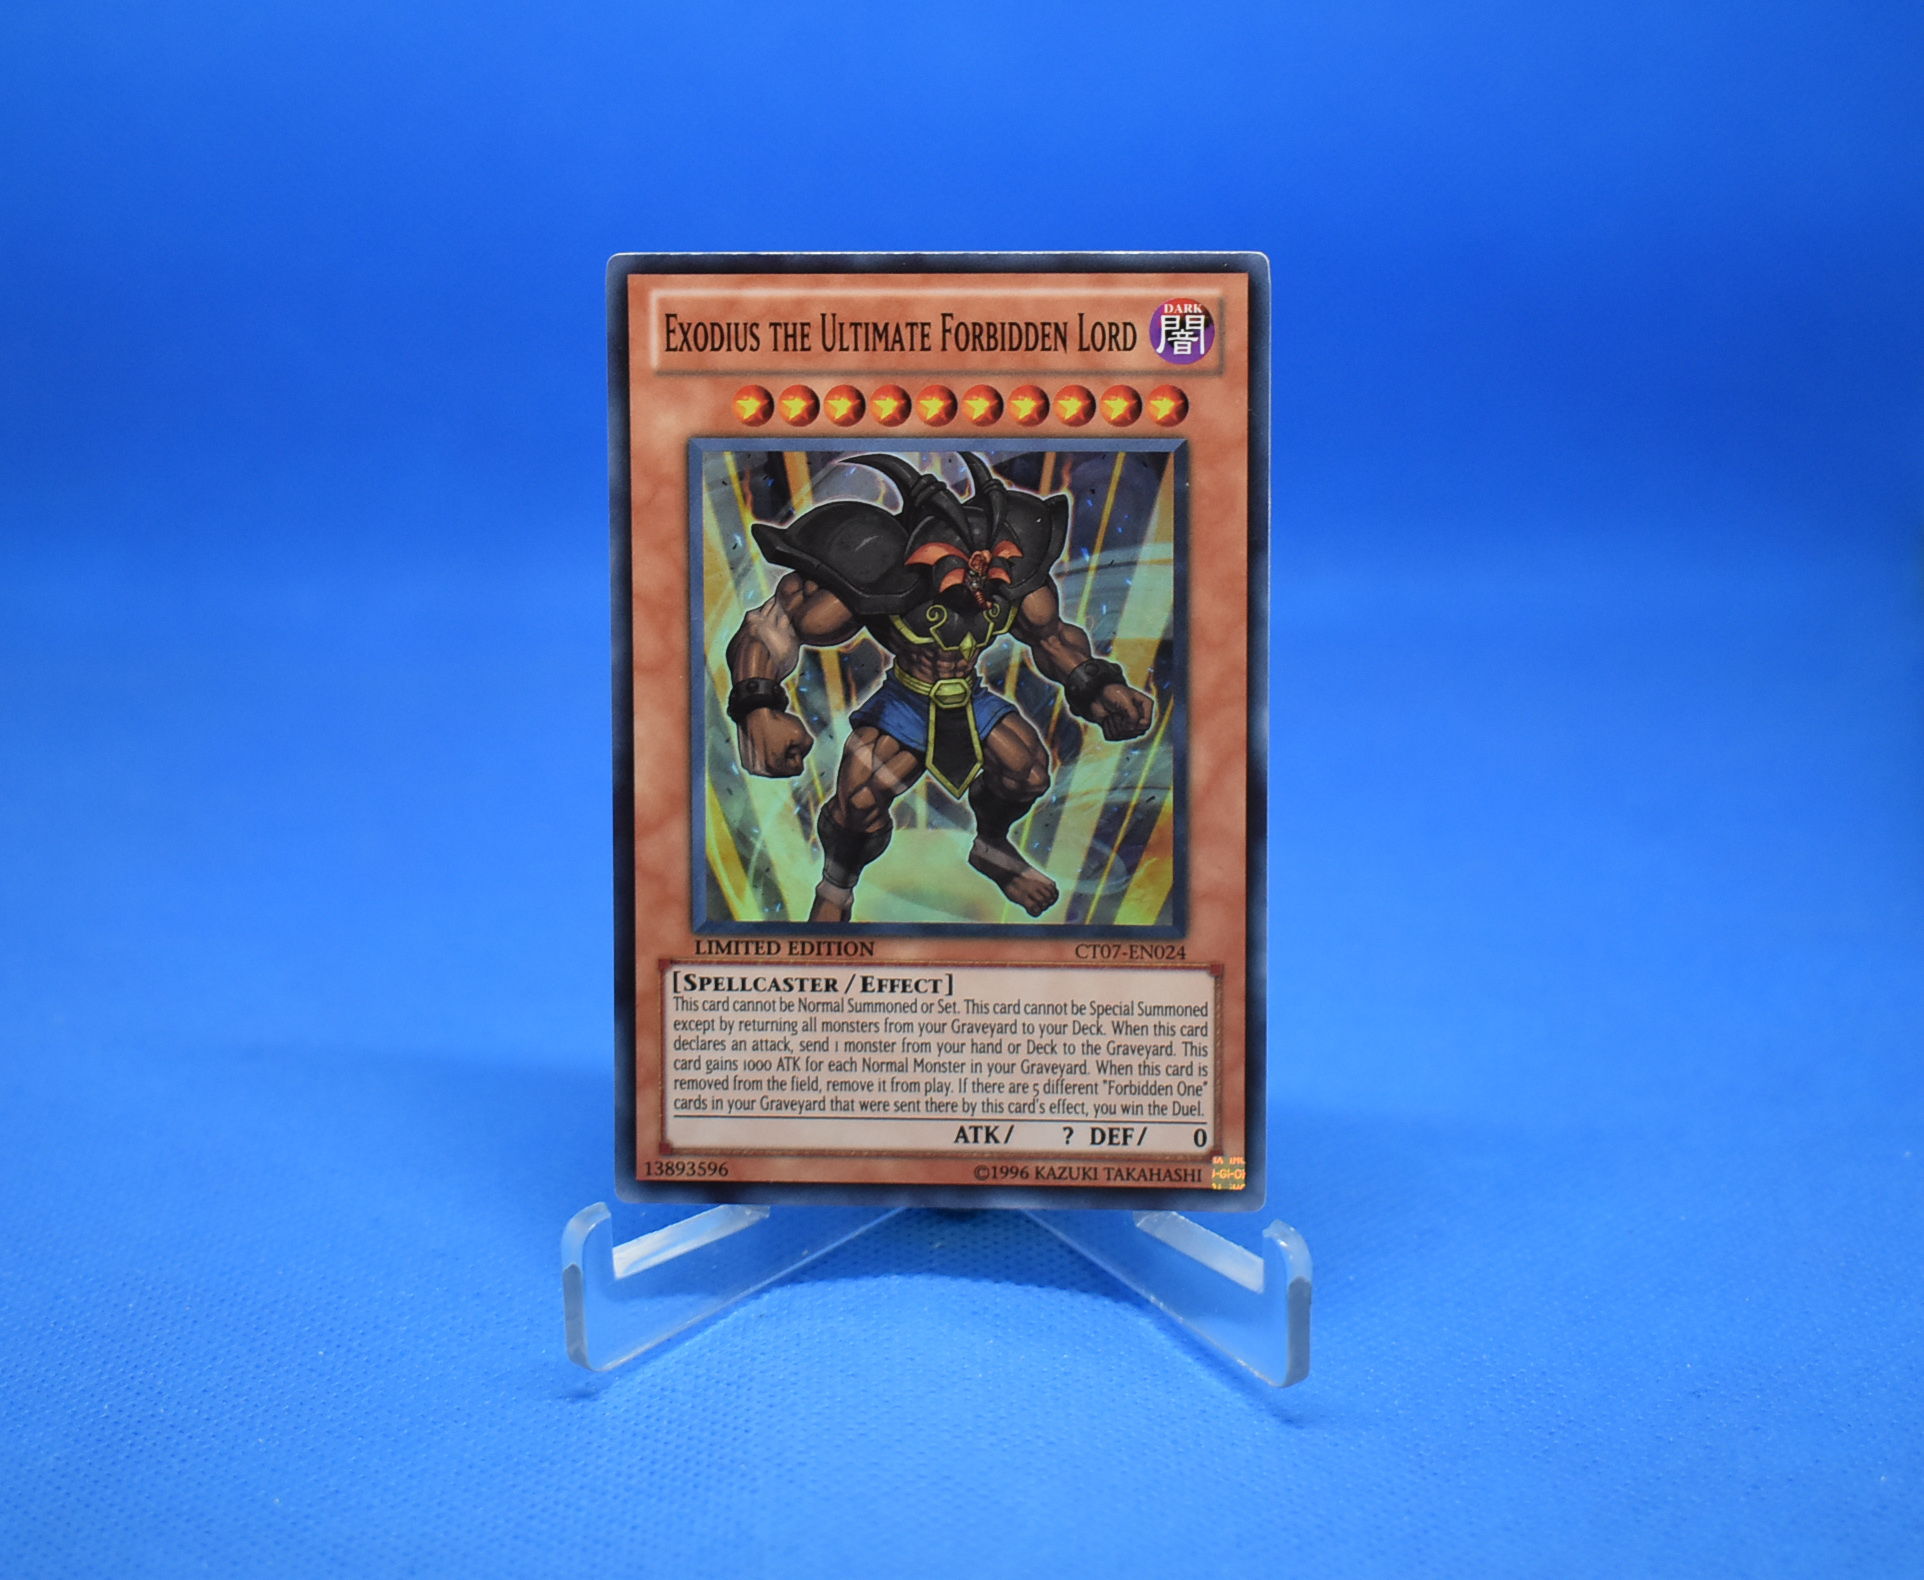 EXODIUS THE ULTIMATE FORBIDDEN LORD
DARK
闇
LIMITED EDITION
CT07-EN024
[SPELLCASTER / EFFECT]
This card cannot be Normal Summoned or Set. This card cannot be Special Summoned
except by returning all monsters from your Graveyard to your Deck. When this card
declares an attack, send 1 monster from your hand or Deck to the Graveyard. This
card gains 1000 ATK for each Normal Monster in your Graveyard. When this card is
removed from the field, remove it from play. If there are 5 different "Forbidden One"
cards in your Graveyard that were sent there by this card's effect, you win the Duel.
ATK/ ? DEF/ 0
13893596
©1996 KAZUKI TAKAHASHI